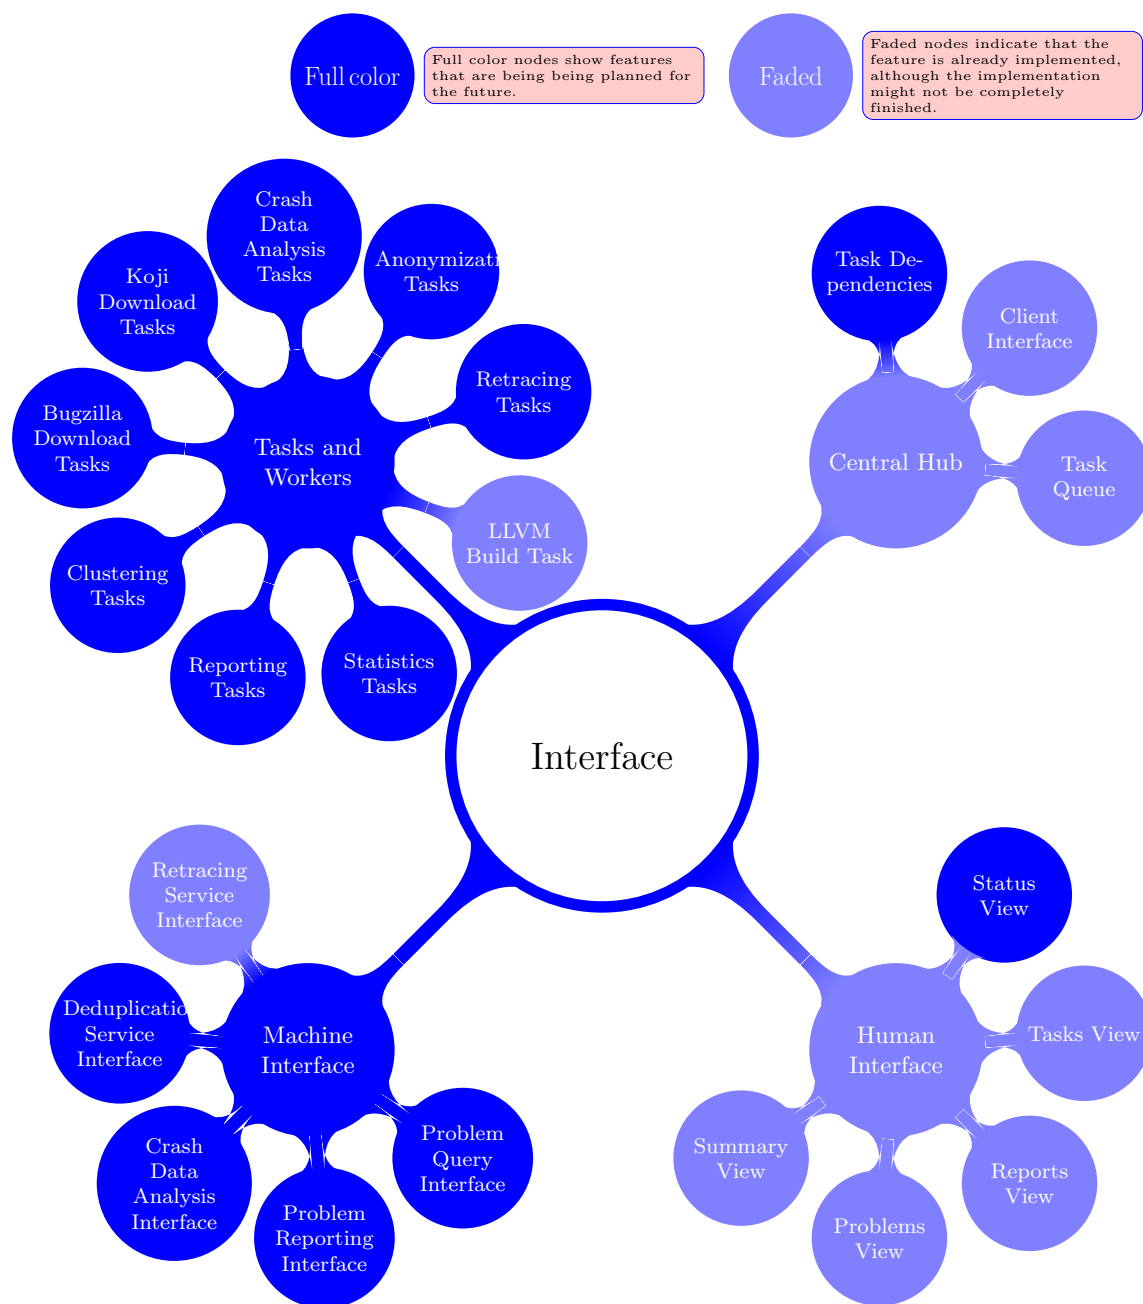 Full color
Full color nodes show features
that are being being planned for
the future.
Faded
Faded nodes indicate that the
feature is already implemented,
although the implementation
might not be completely
finished.
Crash
Data
Analysis
Tasks
Anonymizati
Tasks
Koji
Download
Tasks
Retracing
Tasks
Bugzilla
Download
Tasks
Tasks and
Workers
LLVM
Build Task
Clustering
Tasks
Reporting
Tasks
Statistics
Tasks
Task De-
pendencies
Client
Interface
Central Hub
Task
Queue
Interface
Retracing
Service
Interface
Deduplicatio
Service
Interface
Machine
Interface
Crash
Data
Analysis
Interface
Problem
Reporting
Interface
Problem
Query
Interface
Status
View
Human
Interface
Tasks View
Summary
View
Problems
View
Reports
View